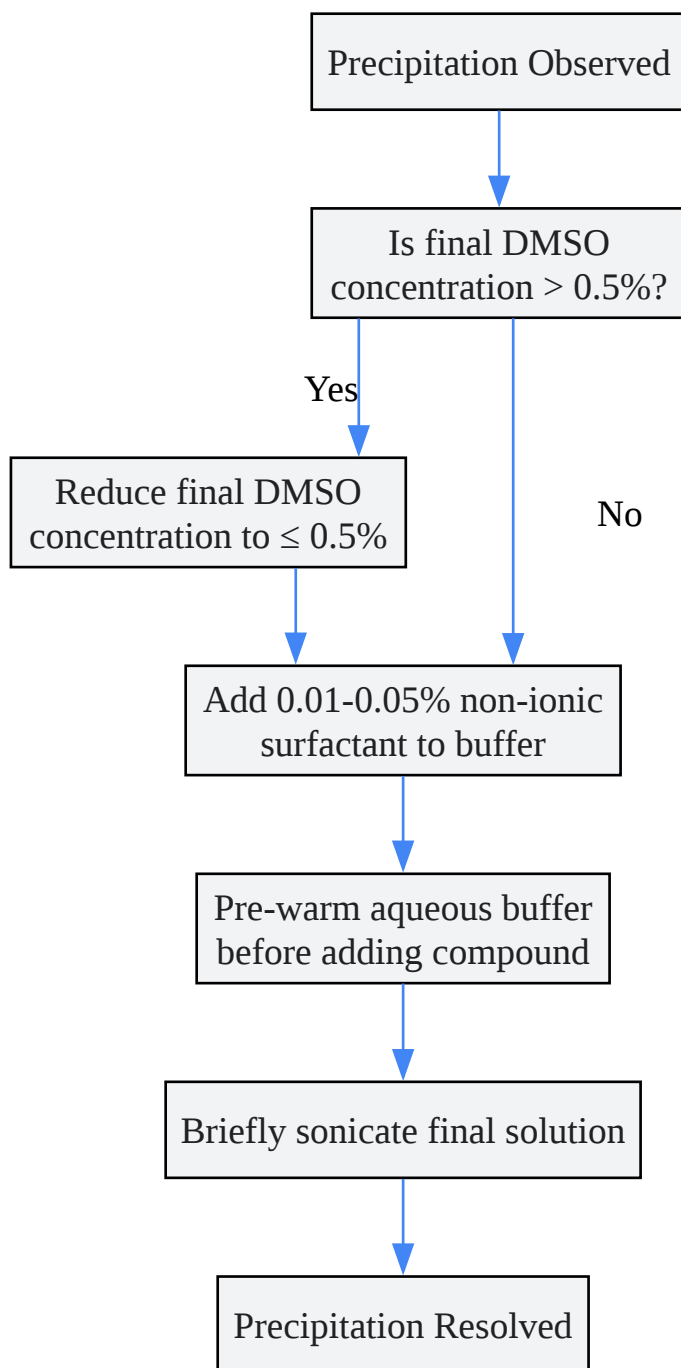 Precipitation Observed
Is final DMSO
concentration > 0.5%?
Yes
Reduce final DMSO
concentration to ≤ 0.5%
No
Add 0.01-0.05% non-ionic
surfactant to buffer
Pre-warm aqueous buffer
before adding compound
Briefly sonicate final solution
Precipitation Resolved